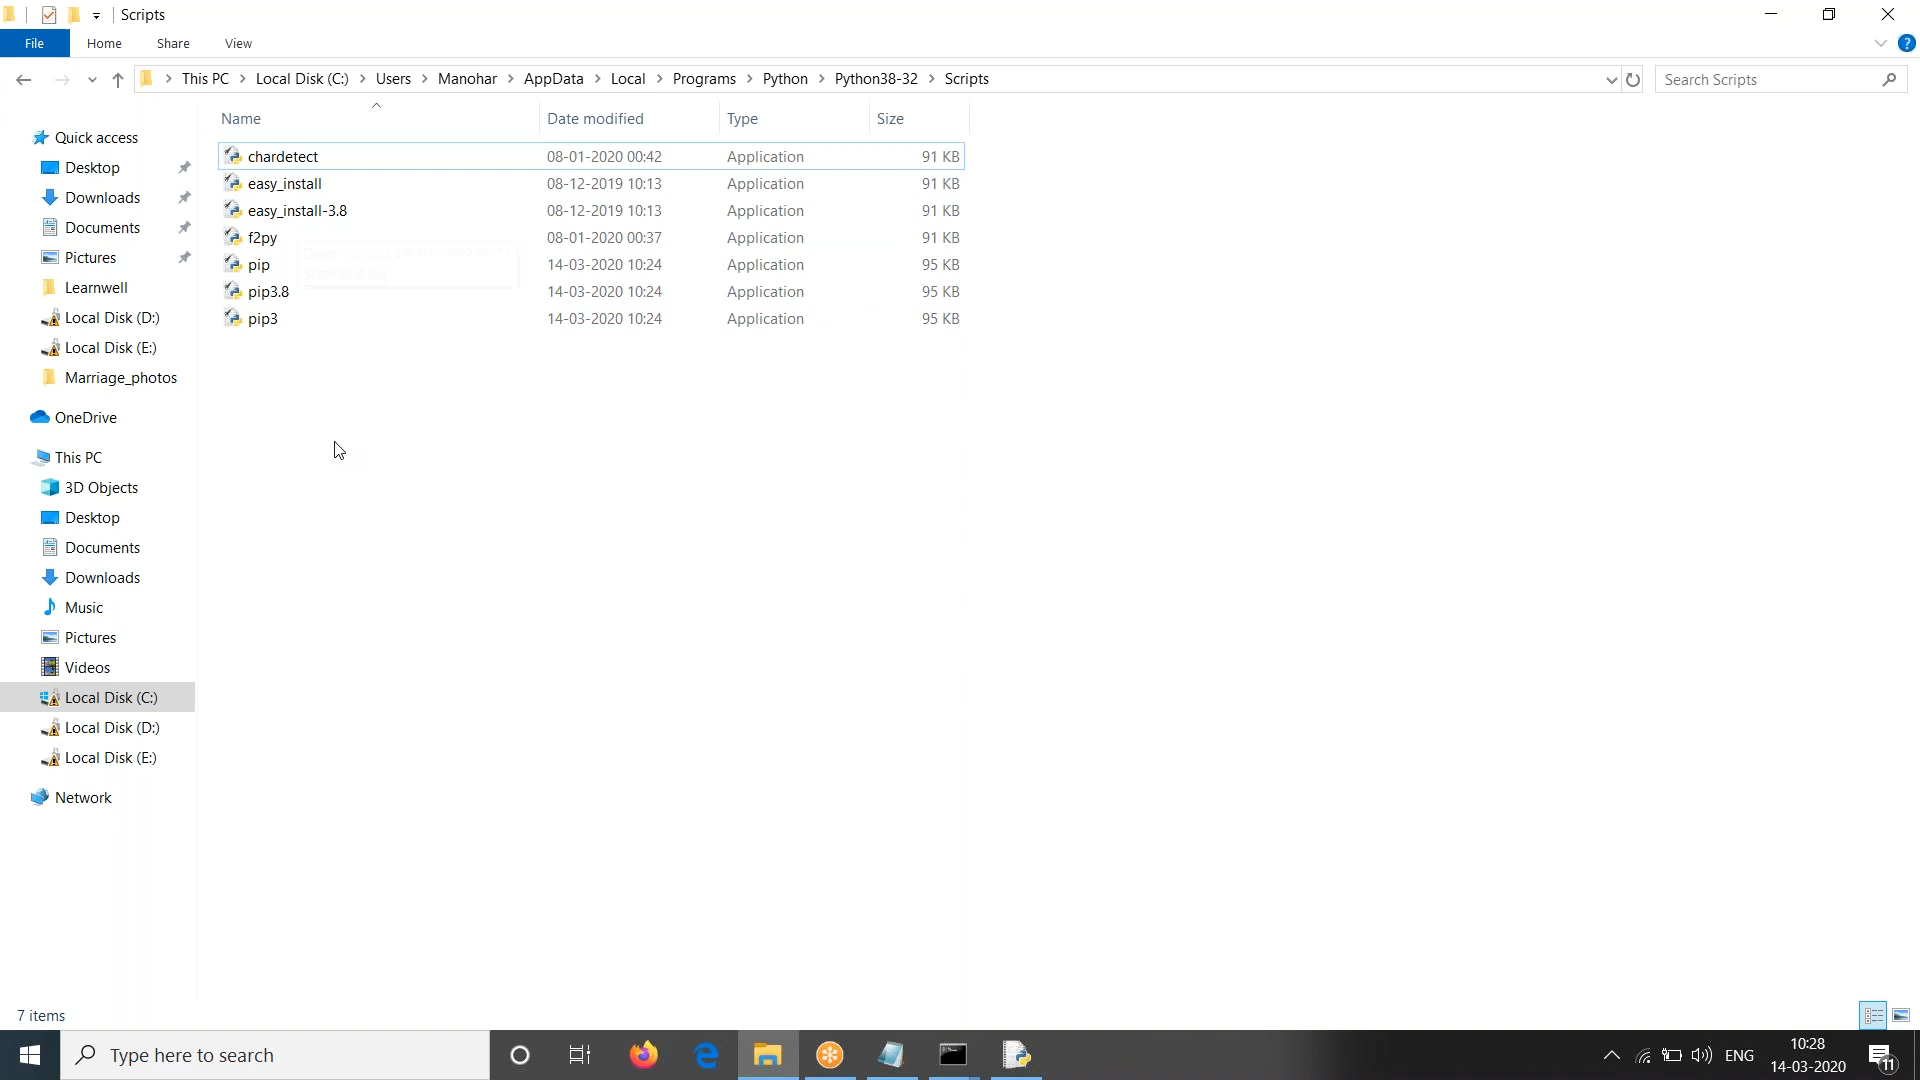 Scripts
File Home Share View
This PC Local Disk (C:) Users Manohar AppData Local Programs Python Python38-32 Scripts
Search Scripts
Name Date modified Type Size
chardetect 08-01-2020 00:42 Application 91 KB
easy_install 08-12-2019 10:13 Application 91 KB
easy_install-3.8 08-12-2019 10:13 Application 91 KB
f2py 08-01-2020 00:37 Application 91 KB
pip 14-03-2020 10:24 Application 95 KB
pip3.8 14-03-2020 10:24 Application 95 KB
pip3 14-03-2020 10:24 Application 95 KB
Quick access
Desktop
Downloads
Documents
Pictures
Learnwell
Local Disk (D:)
Local Disk (E:)
Marriage_photos
OneDrive
This PC
3D Objects
Desktop
Documents
Downloads
Music
Pictures
Videos
Local Disk (C:)
Local Disk (D:)
Local Disk (E:)
Network
7 items
Type here to search
ENG
10:28
14-03-2020
11